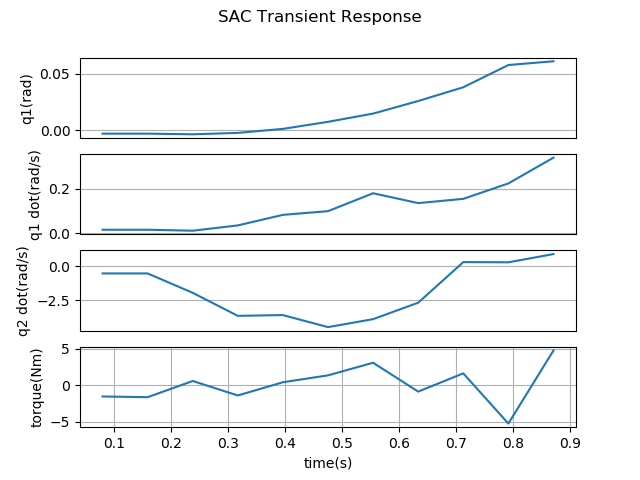 SAC Transient Response
q1(rad)
0.05
0.00
q1 dot(rad/s)
0.2
0.0
q2 dot(rad/s)
0.0
−2.5
torque(Nm)
5
0
−5
0.1 0.2 0.3 0.4 0.5 0.6 0.7 0.8 0.9
time(s)